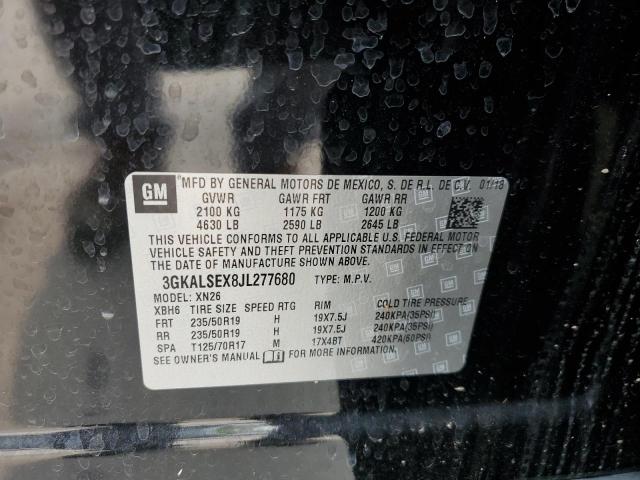 GM *MFD BY GENERAL MOTORS DE MEXICO, S. DE R.L. DE C.V. 01/18
GVWR GAWR FRT GAWR RR
2100 KG 1175 KG 1200 KG
4630 LB 2590 LB 2645 LB
THIS VEHICLE CONFORMS TO ALL APPLICABLE U.S. FEDERAL MOTOR
VEHICLE SAFETY AND THEFT PREVENTION STANDARDS IN EFFECT ON
THE DATE OF MANUFACTURE SHOWN ABOVE.
3GKALSEX8JL277680 TYPE: M.P.V.
MODEL: XN26
XBH6 TIRE SIZE SPEED RTG RIM COLD TIRE PRESSURE
FRT 235/50R19 H 19X7.5J 240KPA(35PSI)
RR 235/50R19 H 19X7.5J 240KPA(35PSI)
SPA T125/70R17 M 17X4BT 420KPA(60PSI)
SEE OWNER'S MANUAL FOR MORE INFORMATION.